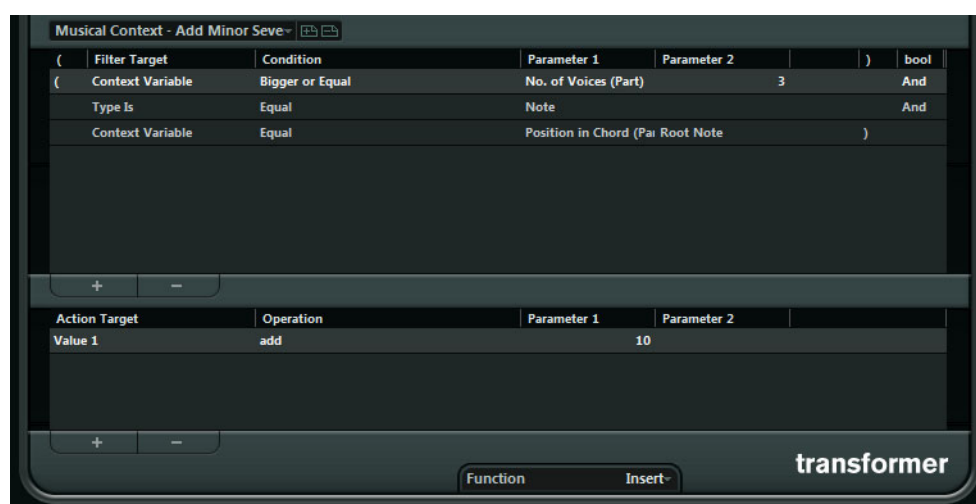 Musical Context - Add Minor Seve
( Filter Target Condition Parameter 1 Parameter 2 ) bool
( Context Variable Bigger or Equal No. of Voices (Part) 3 And
Type Is Equal Note And
Context Variable Equal Position in Chord (Pa Root Note )
+ −
Action Target Operation Parameter 1 Parameter 2
Value 1 add 10
+ −
transformer
Function Insert